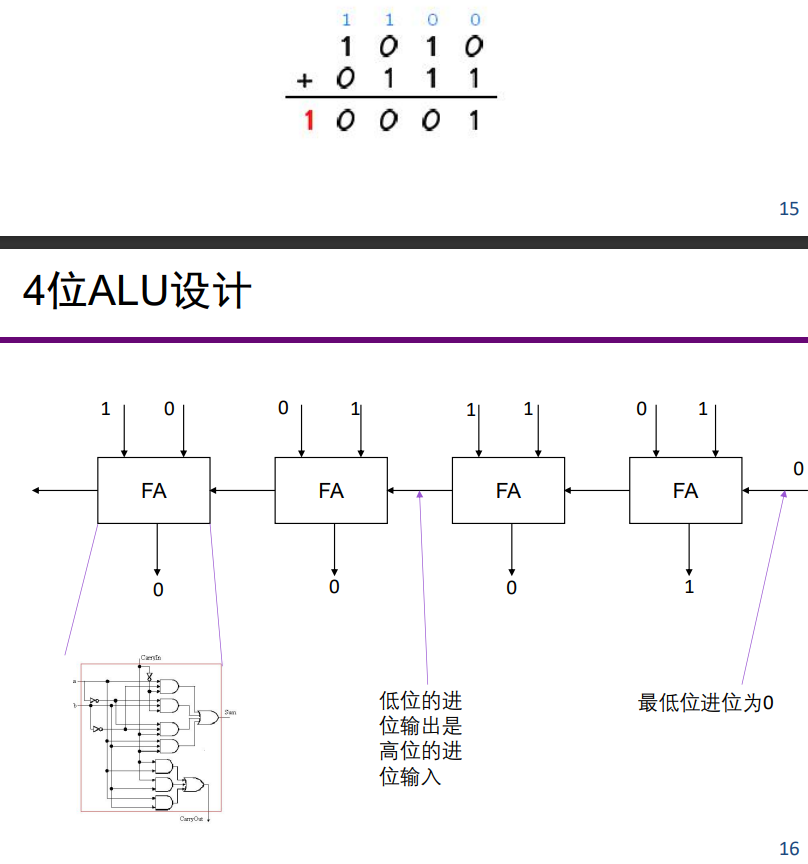 1 1 0 0
1 0 1 0
+ 0 1 1 1
1 0 0 0 1
15
4位ALU设计
1 0 0 1 1 1 0 1
0
FA FA FA FA
0 0 0 1
CarryIn
a
b
Sum
CarryOut
低位的进
位输出是
高位的进
位输入
最低位进位为0
16